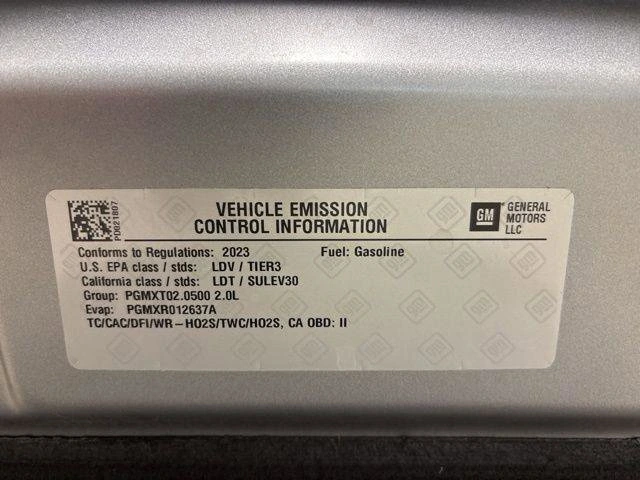 VEHICLE EMISSION
CONTROL INFORMATION
GM
GENERAL
MOTORS
LLC
PD021807
Conforms to Regulations: 2023 Fuel: Gasoline
U.S. EPA class / stds: LDV / TIER3
California class / stds: LDT / SULEV30
Group: PGMXT02.0500 2.0L
Evap: PGMXR012637A
TC/CAC/DFI/WR-HO2S/TWC/HO2S, CA OBD: II